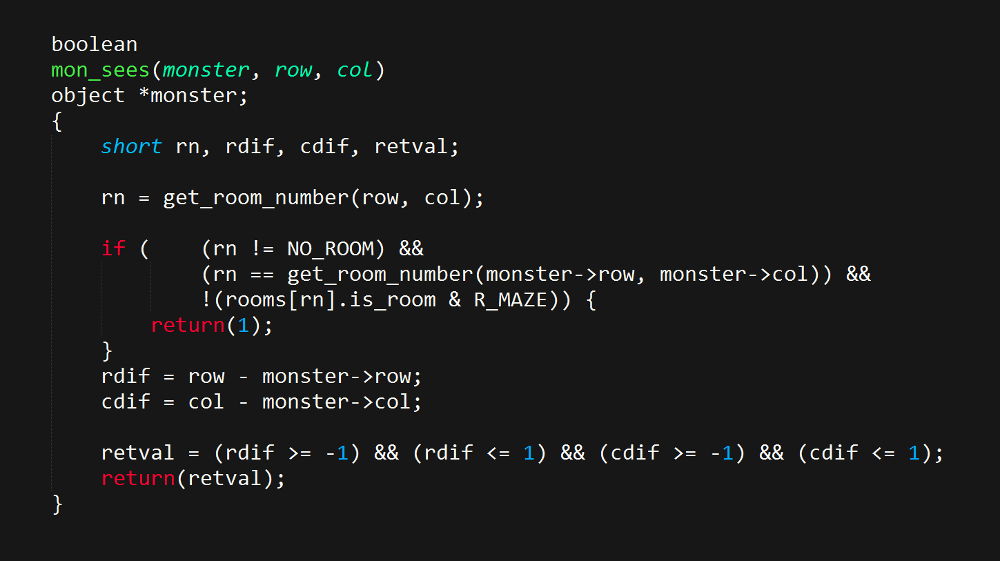 boolean
mon_sees(monster, row, col)
object *monster;
{
    short rn, rdif, cdif, retval;

    rn = get_room_number(row, col);

    if (    (rn != NO_ROOM) &&
            (rn == get_room_number(monster->row, monster->col)) &&
            !(rooms[rn].is_room & R_MAZE)) {
        return(1);
    }
    rdif = row - monster->row;
    cdif = col - monster->col;

    retval = (rdif >= -1) && (rdif <= 1) && (cdif >= -1) && (cdif <= 1);
    return(retval);
}